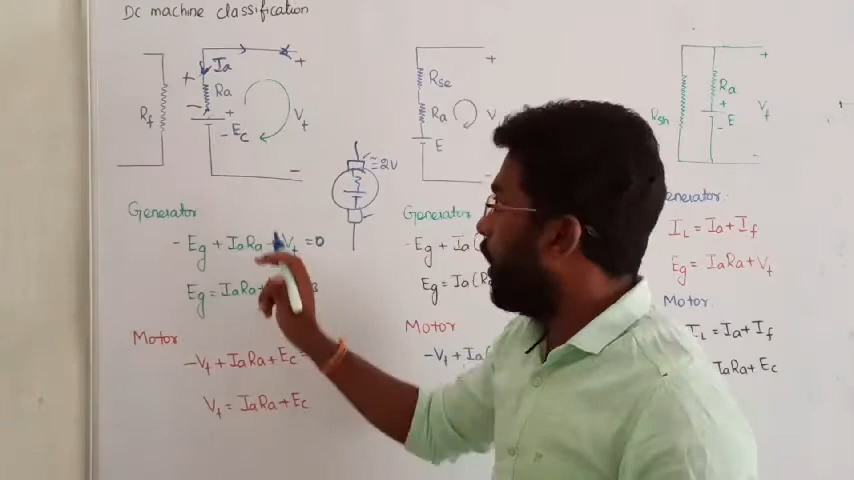 DC machine classification
Rf
+
Ia
Ra
+
- Ec
+
Vt
-
≈ 2V
Generator
- Eg + IaRa + Vt = 0
Eg = IaRa
Motor
-Vt + IaRa + Ec =
Vt = IaRa + Ec
+
Rse
Ra
E
V
Generator
- Eg + Ia(
Eg = Ia(R
Motor
-Vt + Ia
+
Rsh
Ra
+
E
-
Vt
-
enerator
IL = Ia + If
Eg = IaRa + Vt
Motor
IL = Ia + If
IaRa + Ec